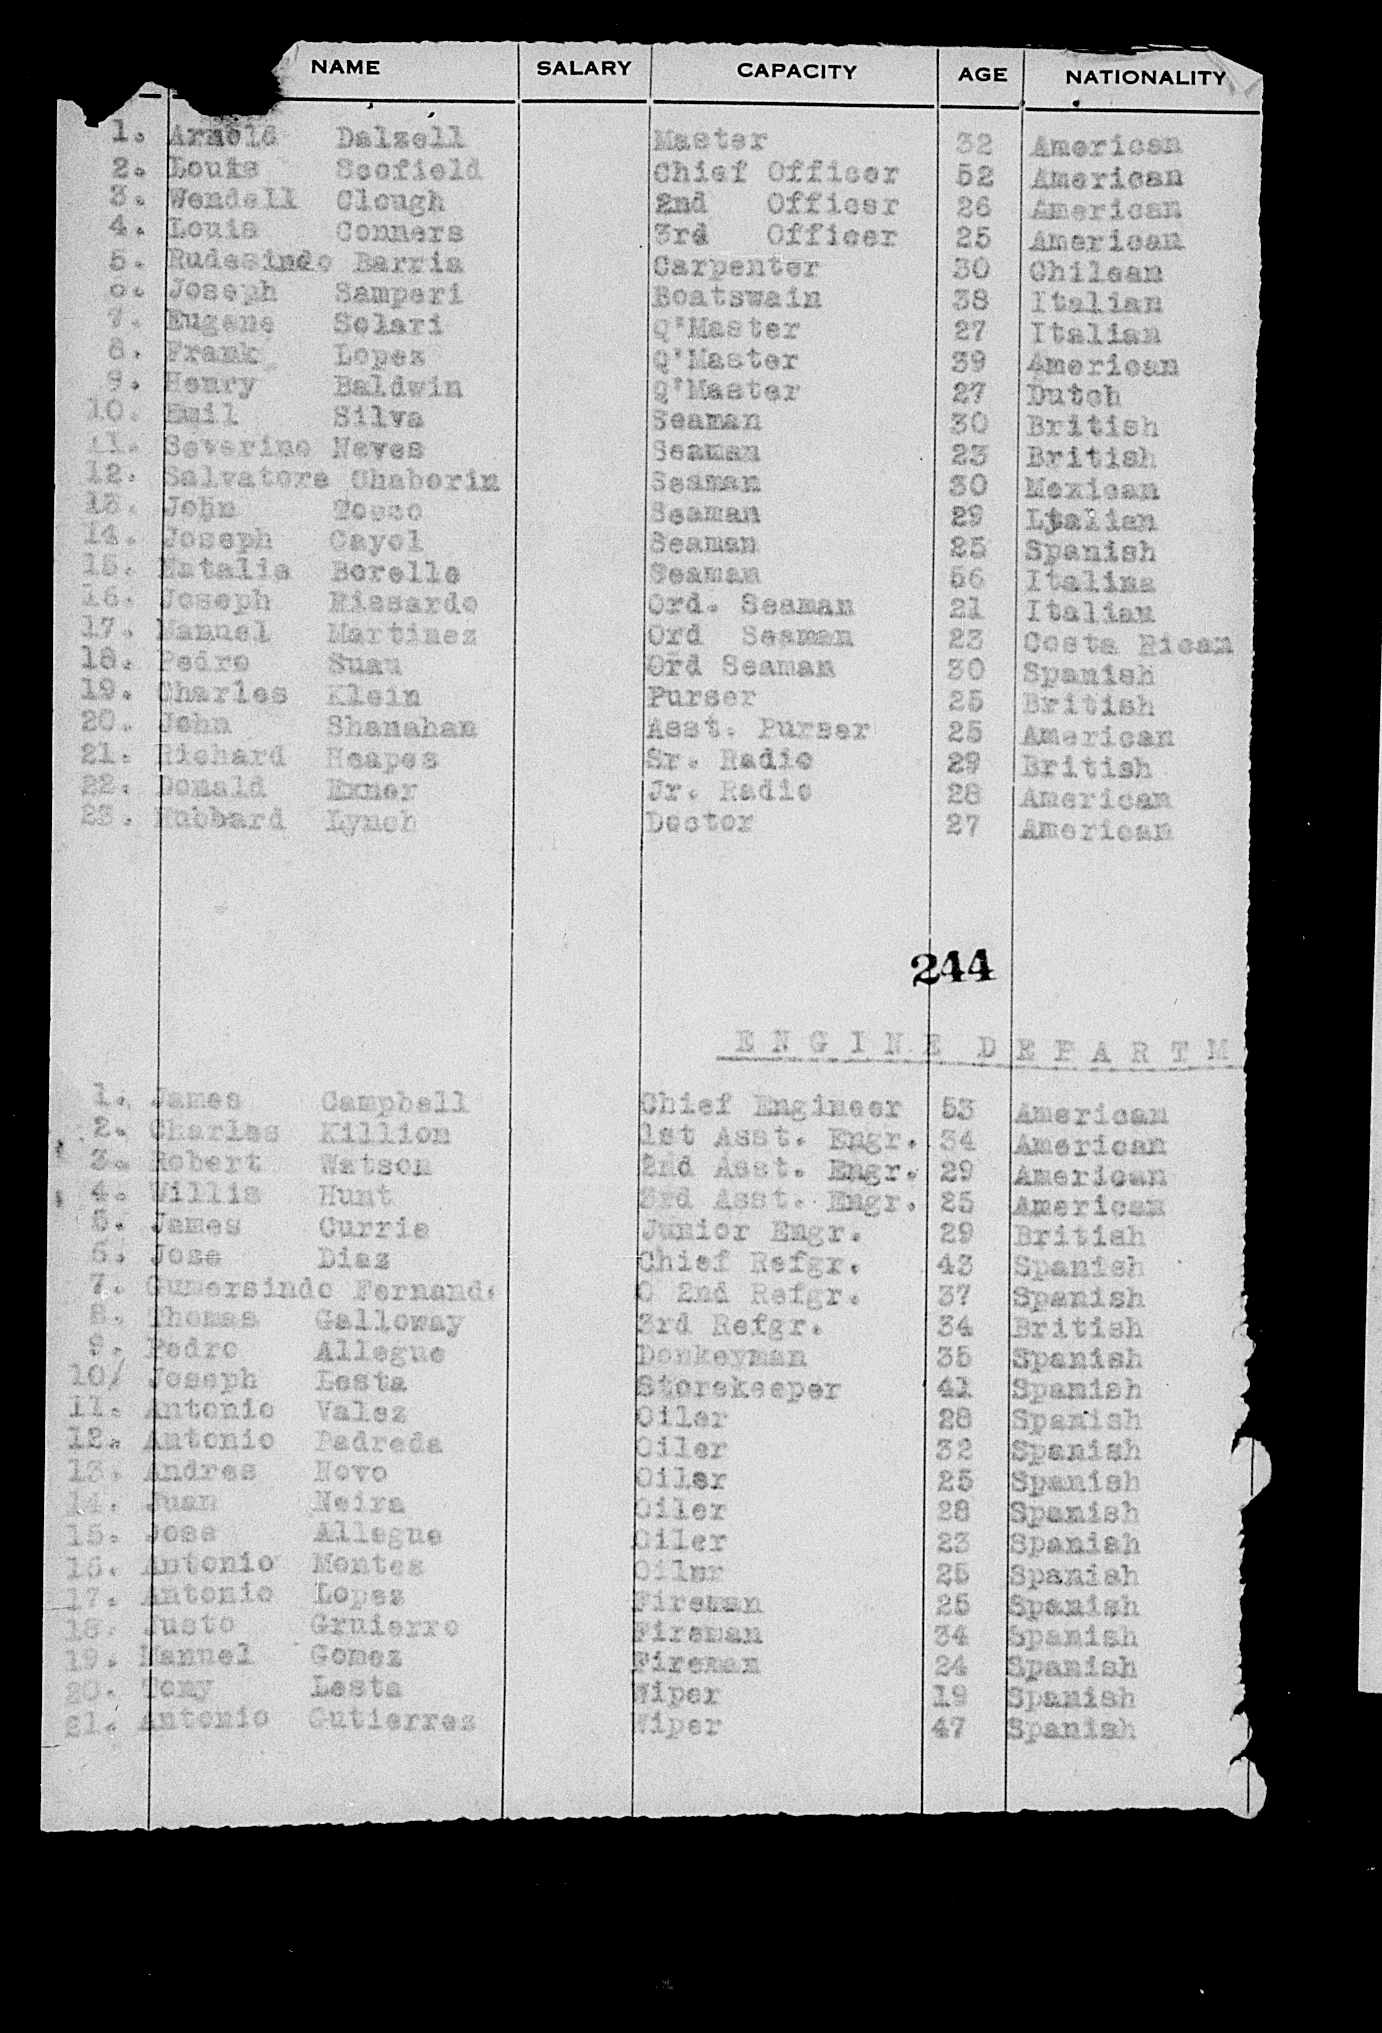 NAME SALARY CAPACITY AGE NATIONALITY
1. Arnold Dalzell Master 32 American
2. Louis Scofield Chief Officer 52 American
3. Wendell Clough 2nd Officer 26 American
4. Louis Conners 3rd Officer 25 American
5. Rudesindo Barria Carpenter 30 Chilean
6. Joseph Samperi Boatswain 38 Italian
7. Eugene Solari Q'Master 27 Italian
8. Frank Lopez Q'Master 39 American
9. Henry Baldwin Q'Master 27 Dutch
10. Emil Silva Seaman 30 British
11. Severino Neves Seaman 23 British
12. Salvatore Chaborin Seaman 30 Mexican
13. John Tocco Seaman 29 Italian
14. Joseph Cayol Seaman 25 Spanish
15. Natalie Borello Seaman 56 Italina
16. Joseph Rissardo Ord. Seaman 21 Italian
17. Manuel Martinez Ord Seaman 23 Costa Rican
18. Pedro Suau Ord Seaman 30 Spanish
19. Charles Klein Purser 25 British
20. John Shanahan Asst. Purser 25 American
21. Richard Heapes Sr. Radio 29 British
22. Donald Exner Jr. Radio 28 American
23. Hubbard Lynch Doctor 27 American
244
E N G I N E D E P A R T M
1. James Campbell Chief Engineer 53 American
2. Charles Killion 1st Asst. Engr. 34 American
3. Robert Watson 2nd Asst. Engr. 29 American
4. Willis Hunt 3rd Asst. Engr. 25 American
5. James Currie Junior Engr. 29 British
6. Jose Diaz Chief Refgr. 43 Spanish
7. Gumersindo Fernand. 2nd Refgr. 37 Spanish
8. Thomas Galloway 3rd Refgr. 34 British
9. Pedro Allegue Donkeyman 35 Spanish
10/ Joseph Lesta Storekeeper 41 Spanish
11. Antonio Valez Oiler 28 Spanish
12. Antonio Padreda Oiler 32 Spanish
13. Andres Novo Oiler 25 Spanish
14. Juan Neira Oiler 28 Spanish
15. Jose Allegue Oiler 23 Spanish
16. Antonio Montes Oiler 25 Spanish
17. Antonio Lopez Fireman 25 Spanish
18. Justo Gruierro Fireman 34 Spanish
19. Manuel Gomez Fireman 24 Spanish
20. Tony Lesta Wiper 19 Spanish
21. Antonio Gutierrez Wiper 47 Spanish